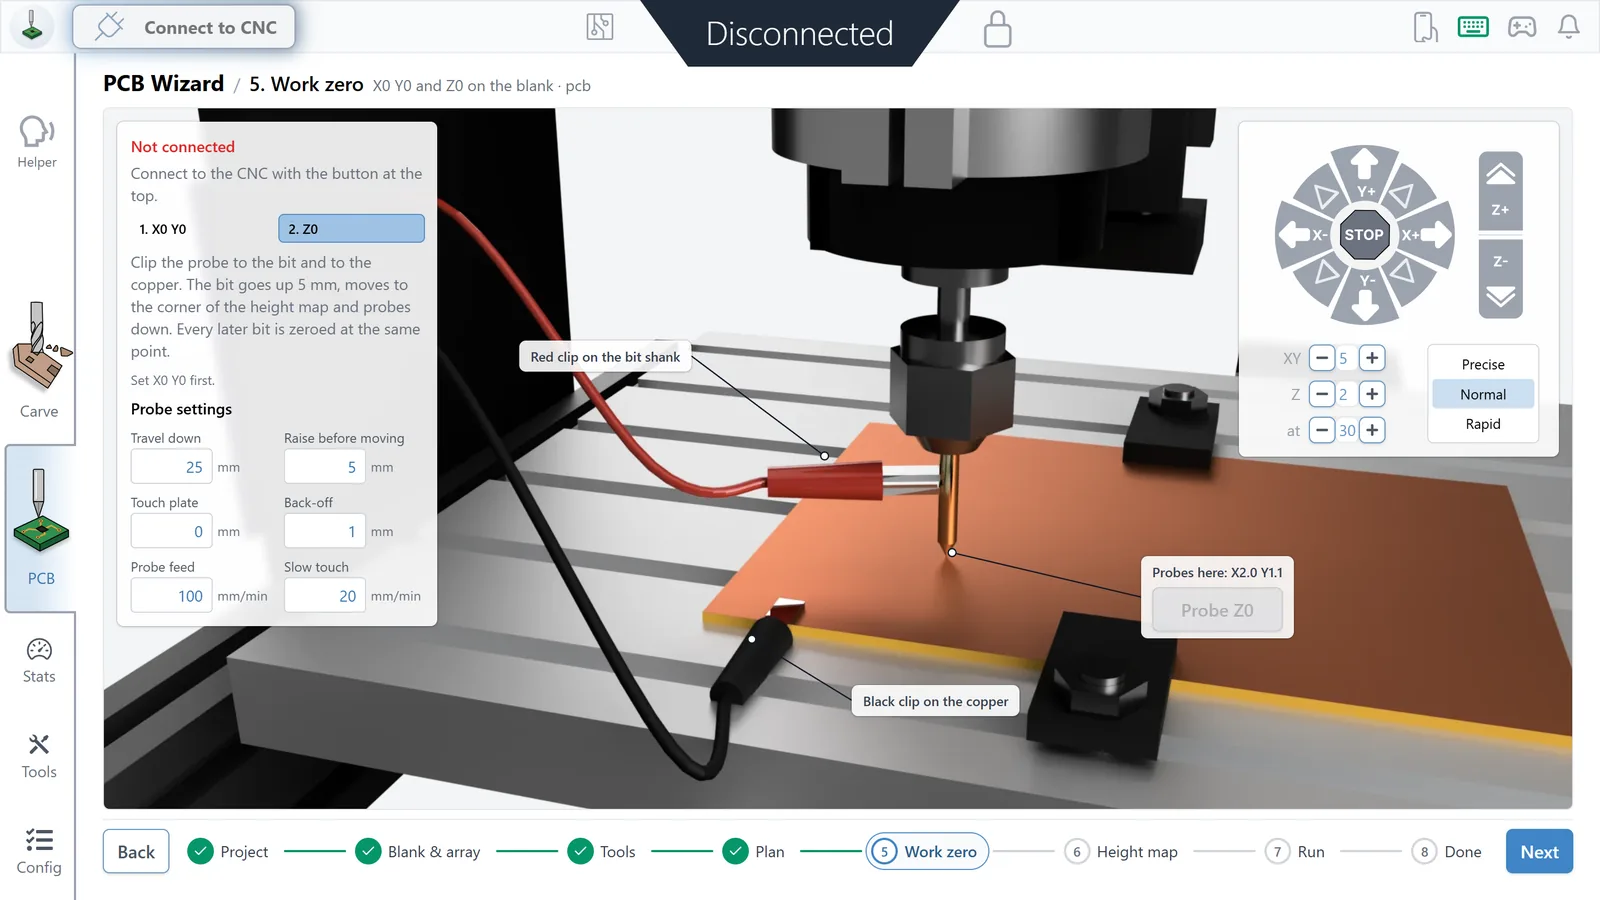 Connect to CNC
Disconnected
PCB Wizard / 5. Work zero X0 Y0 and Z0 on the blank · pcb
Helper
Carve
PCB
Stats
Tools
Config
Not connected
Connect to the CNC with the button at the
top.
1. X0 Y0
2. Z0
Clip the probe to the bit and to the
copper. The bit goes up 5 mm, moves to
the corner of the height map and probes
down. Every later bit is zeroed at the same
point.
Set X0 Y0 first.
Probe settings
Travel down
Raise before moving
25 mm
5 mm
Touch plate
Back-off
0 mm
1 mm
Probe feed
Slow touch
100 mm/min
20 mm/min
Red clip on the bit shank
Probes here: X2.0 Y1.1
Probe Z0
Black clip on the copper
Y+
X-
STOP
X+
Y-
Z+
Z-
XY − 5 +
Z − 2 +
at − 30 +
Precise
Normal
Rapid
Back
Project
Blank & array
Tools
Plan
5 Work zero
6 Height map
7 Run
8 Done
Next